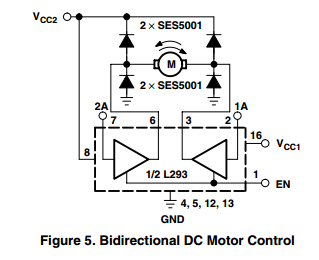 VCC2
2 × SES5001
M
2 × SES5001
2A 1A
7 6 3 2
16 VCC1
8
1
EN
1/2 L293
4, 5, 12, 13
GND
Figure 5. Bidirectional DC Motor Control